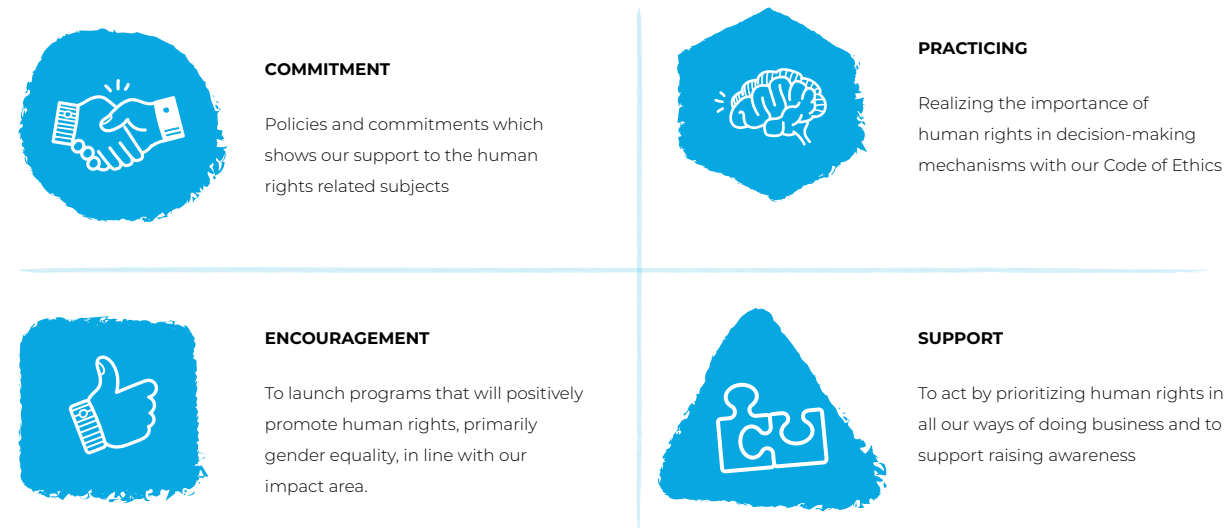 COMMITMENT
Policies and commitments which
shows our support to the human
rights related subjects
PRACTICING
Realizing the importance of
human rights in decision-making
mechanisms with our Code of Ethics
ENCOURAGEMENT
To launch programs that will positively
promote human rights, primarily
gender equality, in line with our
impact area.
SUPPORT
To act by prioritizing human rights in
all our ways of doing business and to
support raising awareness